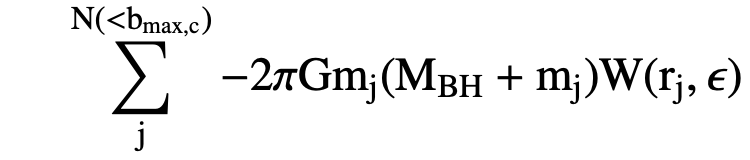 N(<b_max,c)
∑ −2πGm_j(M_BH + m_j)W(r_j, ϵ)
j